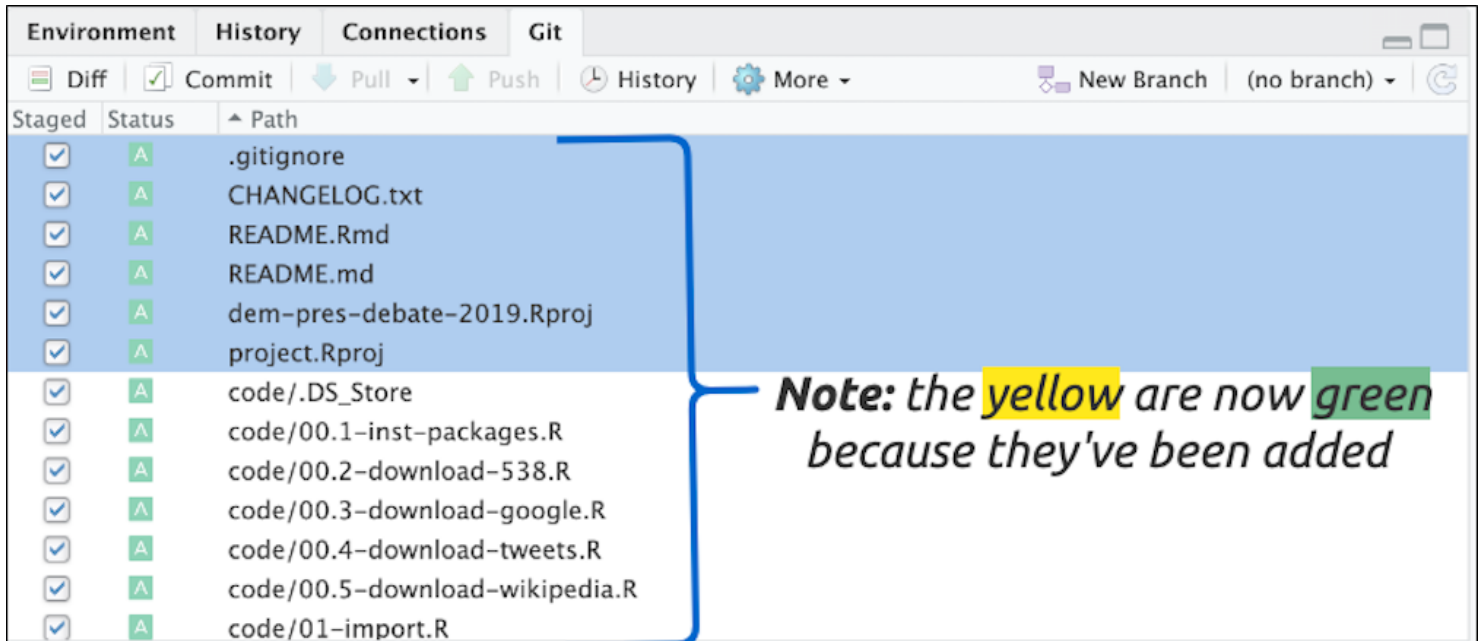 Environment History Connections Git
Diff Commit Pull Push History More New Branch (no branch)
Staged Status Path
A .gitignore
A CHANGELOG.txt
A README.Rmd
A README.md
A dem-pres-debate-2019.Rproj
A project.Rproj
A code/.DS_Store
A code/00.1-inst-packages.R
A code/00.2-download-538.R
A code/00.3-download-google.R
A code/00.4-download-tweets.R
A code/00.5-download-wikipedia.R
A code/01-import.R
Note: the yellow are now green
because they've been added